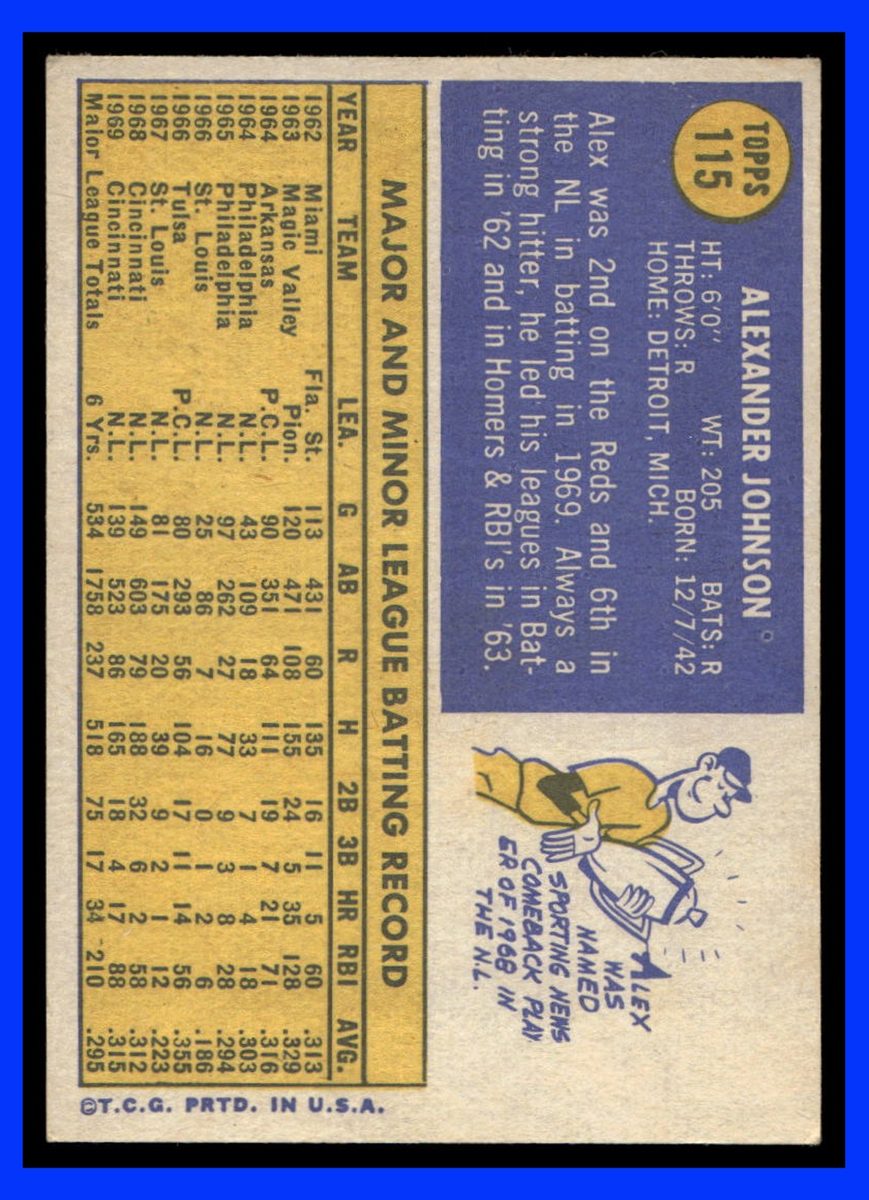 TOPPS
115
ALEXANDER JOHNSON
HT: 6'0" WT: 205 BATS: R
THROWS: R BORN: 12/7/42
HOME: DETROIT, MICH.
Alex was 2nd on the Reds and 6th in
the NL in batting in 1969. Always a
strong hitter, he led his leagues in Bat-
ting in '62 and in Homers & RBI's in '63.
ALEX
WAS
NAMED
SPORTING NEWS
COMEBACK PLAY
ER OF 1968 IN
THE N.L.
MAJOR AND MINOR LEAGUE BATTING RECORD
YEAR TEAM LEA. G AB R H 2B 3B HR RBI AVG.
1962 Miami Fla. St. 113 431 60 135 16 11 5 60 .313
1963 Magic Valley Pion. 120 471 108 155 24 5 35 128 .329
1964 Arkansas P.C.L. 90 351 64 111 19 7 21 71 .316
1964 Philadelphia N.L. 43 109 18 33 7 1 4 18 .303
1965 Philadelphia N.L. 97 262 27 77 9 3 8 28 .294
1966 St. Louis N.L. 25 86 7 16 0 1 2 6 .186
1966 Tulsa P.C.L. 80 293 56 104 17 11 14 56 .355
1967 St. Louis N.L. 81 175 20 39 9 2 1 12 .223
1968 Cincinnati N.L. 149 603 79 188 32 6 2 58 .312
1969 Cincinnati N.L. 139 523 86 165 18 4 17 88 .315
Major League Totals 6 Yrs. 534 1758 237 518 75 17 34 210 .295
©T.C.G. PRTD. IN U.S.A.